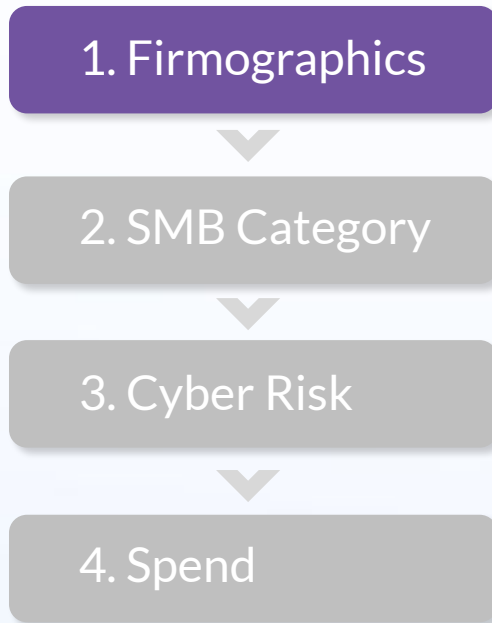 1. Firmographics
2. SMB Category
3. Cyber Risk
4. Spend